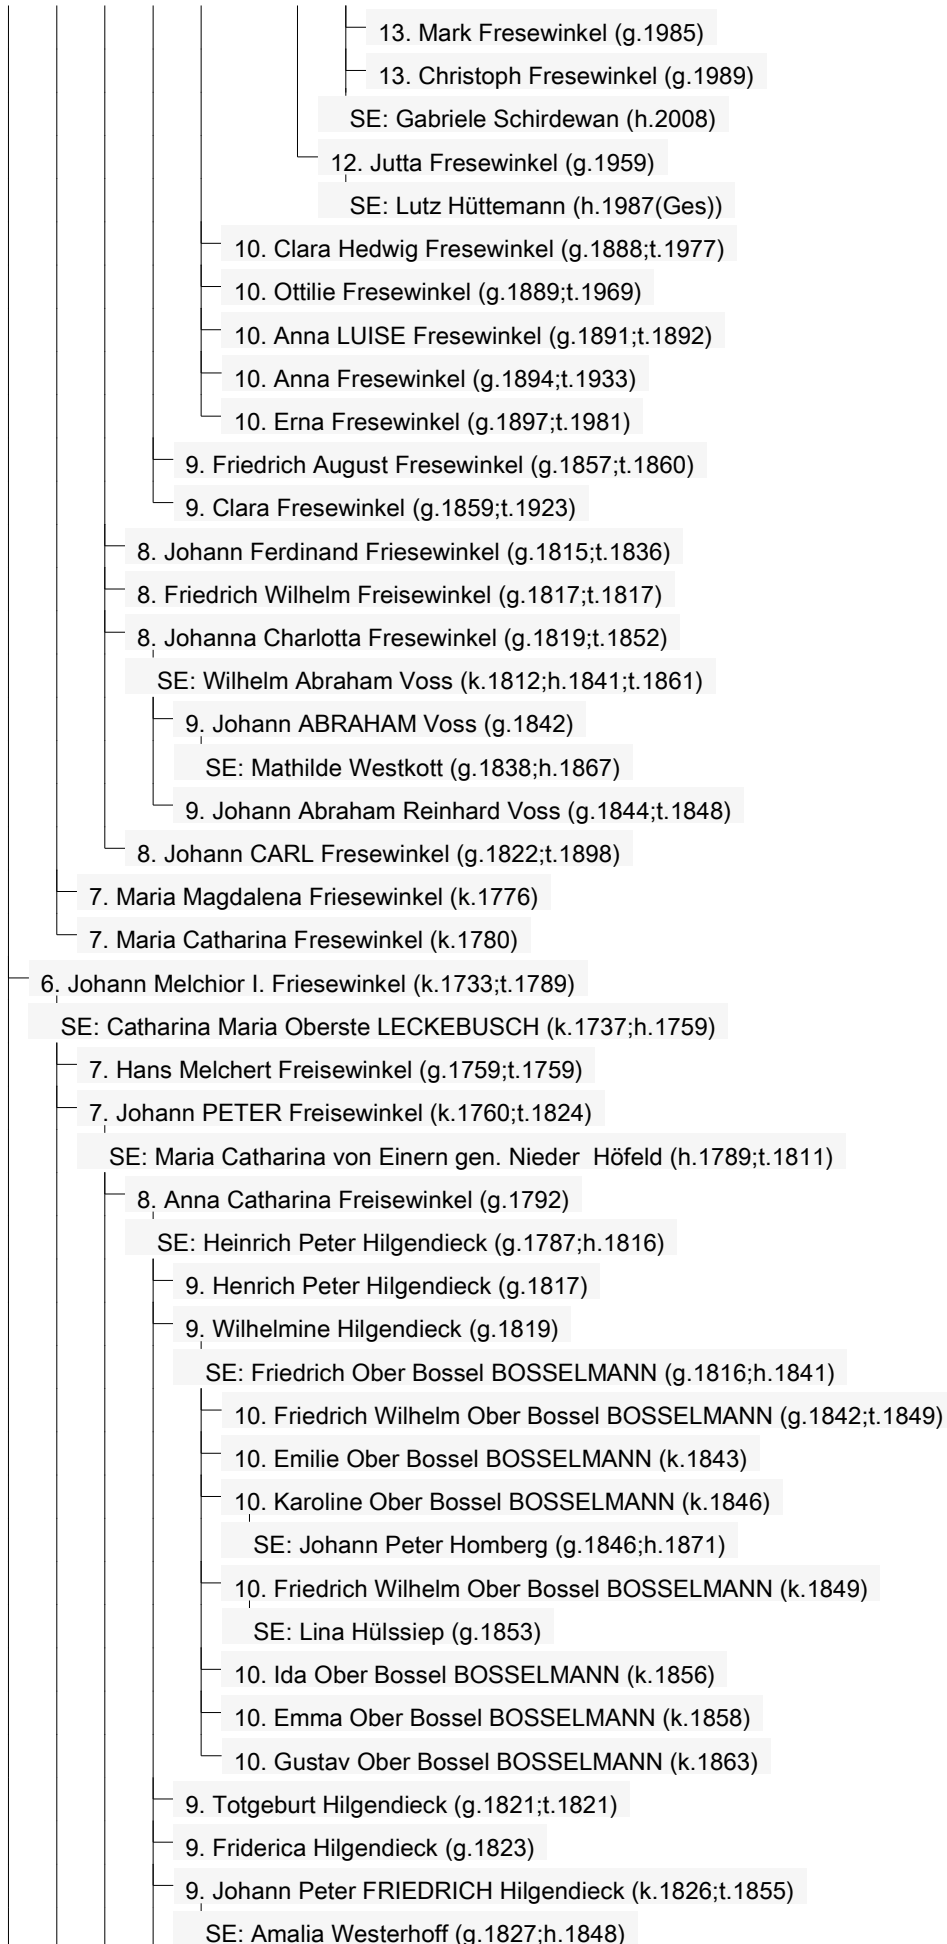 13. Mark Fresewinkel (g.1985)
13. Christoph Fresewinkel (g.1989)
SE: Gabriele Schirdewan (h.2008)
12. Jutta Fresewinkel (g.1959)
SE: Lutz Hüttemann (h.1987(Ges))
10. Clara Hedwig Fresewinkel (g.1888;t.1977)
10. Ottilie Fresewinkel (g.1889;t.1969)
10. Anna LUISE Fresewinkel (g.1891;t.1892)
10. Anna Fresewinkel (g.1894;t.1933)
10. Erna Fresewinkel (g.1897;t.1981)
9. Friedrich August Fresewinkel (g.1857;t.1860)
9. Clara Fresewinkel (g.1859;t.1923)
8. Johann Ferdinand Friesewinkel (g.1815;t.1836)
8. Friedrich Wilhelm Freisewinkel (g.1817;t.1817)
8. Johanna Charlotta Fresewinkel (g.1819;t.1852)
SE: Wilhelm Abraham Voss (k.1812;h.1841;t.1861)
9. Johann ABRAHAM Voss (g.1842)
SE: Mathilde Westkott (g.1838;h.1867)
9. Johann Abraham Reinhard Voss (g.1844;t.1848)
8. Johann CARL Fresewinkel (g.1822;t.1898)
7. Maria Magdalena Friesewinkel (k.1776)
7. Maria Catharina Fresewinkel (k.1780)
6. Johann Melchior I. Friesewinkel (k.1733;t.1789)
SE: Catharina Maria Oberste LECKEBUSCH (k.1737;h.1759)
7. Hans Melchert Freisewinkel (g.1759;t.1759)
7. Johann PETER Freisewinkel (k.1760;t.1824)
SE: Maria Catharina von Einern gen. Nieder Höfeld (h.1789;t.1811)
8. Anna Catharina Freisewinkel (g.1792)
SE: Heinrich Peter Hilgendieck (g.1787;h.1816)
9. Henrich Peter Hilgendieck (g.1817)
9. Wilhelmine Hilgendieck (g.1819)
SE: Friedrich Ober Bossel BOSSELMANN (g.1816;h.1841)
10. Friedrich Wilhelm Ober Bossel BOSSELMANN (g.1842;t.1849)
10. Emilie Ober Bossel BOSSELMANN (k.1843)
10. Karoline Ober Bossel BOSSELMANN (k.1846)
SE: Johann Peter Homberg (g.1846;h.1871)
10. Friedrich Wilhelm Ober Bossel BOSSELMANN (k.1849)
SE: Lina Hülssiep (g.1853)
10. Ida Ober Bossel BOSSELMANN (k.1856)
10. Emma Ober Bossel BOSSELMANN (k.1858)
10. Gustav Ober Bossel BOSSELMANN (k.1863)
9. Totgeburt Hilgendieck (g.1821;t.1821)
9. Friderica Hilgendieck (g.1823)
9. Johann Peter FRIEDRICH Hilgendieck (k.1826;t.1855)
SE: Amalia Westerhoff (g.1827;h.1848)